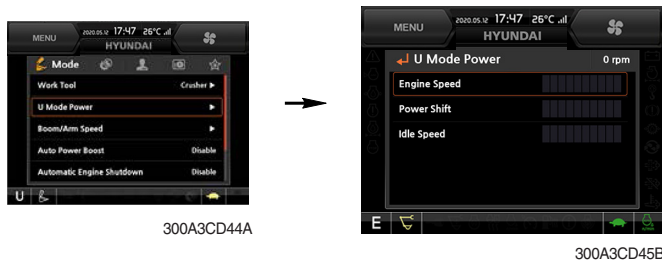 MENU
2020.05.12 17:47 26°C
HYUNDAI
Mode
Work Tool Crusher ▶
U Mode Power ▶
Boom/Arm Speed ▶
Auto Power Boost Disable
Automatic Engine Shutdown Disable
U
300A3CD44A
MENU
2020.05.12 17:47 26°C
HYUNDAI
U Mode Power 0 rpm
Engine Speed
Power Shift
Idle Speed
E
300A3CD45B